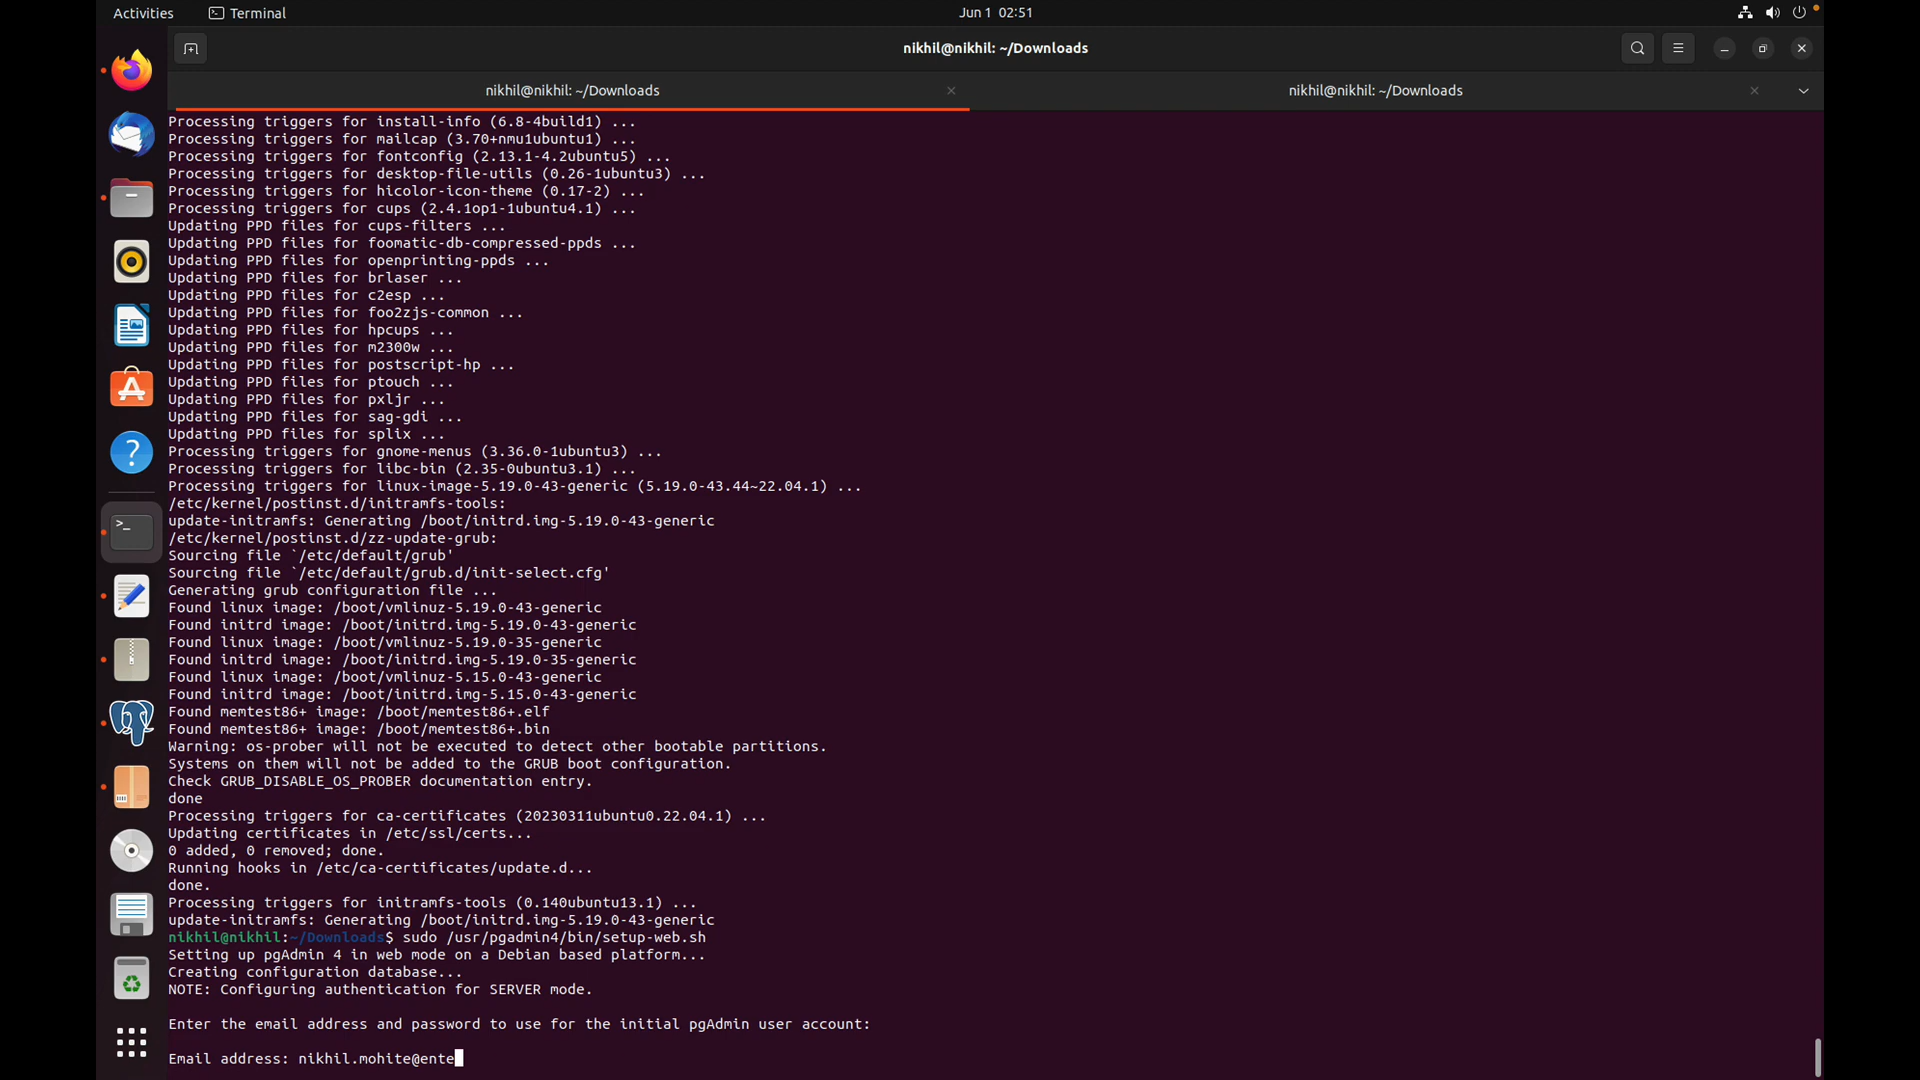 Activities
Terminal
Jun 1 02:51
nikhil@nikhil: ~/Downloads
nikhil@nikhil: ~/Downloads
nikhil@nikhil: ~/Downloads
Processing triggers for install-info (6.8-4build1) ...
Processing triggers for mailcap (3.70+nmu1ubuntu1) ...
Processing triggers for fontconfig (2.13.1-4.2ubuntu5) ...
Processing triggers for desktop-file-utils (0.26-1ubuntu3) ...
Processing triggers for hicolor-icon-theme (0.17-2) ...
Processing triggers for cups (2.4.1op1-1ubuntu4.1) ...
Updating PPD files for cups-filters ...
Updating PPD files for foomatic-db-compressed-ppds ...
Updating PPD files for openprinting-ppds ...
Updating PPD files for brlaser ...
Updating PPD files for c2esp ...
Updating PPD files for foo2zjs-common ...
Updating PPD files for hpcups ...
Updating PPD files for m2300w ...
Updating PPD files for postscript-hp ...
Updating PPD files for ptouch ...
Updating PPD files for pxljr ...
Updating PPD files for sag-gdi ...
Updating PPD files for splix ...
Processing triggers for gnome-menus (3.36.0-1ubuntu3) ...
Processing triggers for libc-bin (2.35-0ubuntu3.1) ...
Processing triggers for linux-image-5.19.0-43-generic (5.19.0-43.44~22.04.1) ...
/etc/kernel/postinst.d/initramfs-tools:
update-initramfs: Generating /boot/initrd.img-5.19.0-43-generic
/etc/kernel/postinst.d/zz-update-grub:
Sourcing file `/etc/default/grub'
Sourcing file `/etc/default/grub.d/init-select.cfg'
Generating grub configuration file ...
Found linux image: /boot/vmlinuz-5.19.0-43-generic
Found initrd image: /boot/initrd.img-5.19.0-43-generic
Found linux image: /boot/vmlinuz-5.19.0-35-generic
Found initrd image: /boot/initrd.img-5.19.0-35-generic
Found linux image: /boot/vmlinuz-5.15.0-43-generic
Found initrd image: /boot/initrd.img-5.15.0-43-generic
Found memtest86+ image: /boot/memtest86+.elf
Found memtest86+ image: /boot/memtest86+.bin
Warning: os-prober will not be executed to detect other bootable partitions.
Systems on them will not be added to the GRUB boot configuration.
Check GRUB_DISABLE_OS_PROBER documentation entry.
done
Processing triggers for ca-certificates (20230311ubuntu0.22.04.1) ...
Updating certificates in /etc/ssl/certs...
0 added, 0 removed; done.
Running hooks in /etc/ca-certificates/update.d...
done.
Processing triggers for initramfs-tools (0.140ubuntu13.1) ...
update-initramfs: Generating /boot/initrd.img-5.19.0-43-generic
nikhil@nikhil:~/Downloads$ sudo /usr/pgadmin4/bin/setup-web.sh
Setting up pgAdmin 4 in web mode on a Debian based platform...
Creating configuration database...
NOTE: Configuring authentication for SERVER mode.
Enter the email address and password to use for the initial pgAdmin user account:
Email address: nikhil.mohite@ente